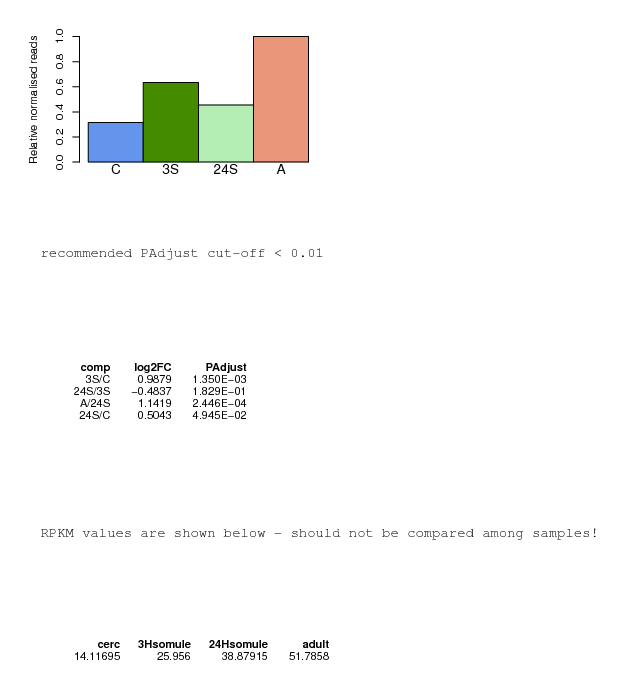 Relative normalised reads
1.0
0.8
0.6
0.4
0.2
0.0
C 3S 24S A
recommended PAdjust cut-off < 0.01
comp log2FC PAdjust
3S/C 0.9879 1.350E-03
24S/3S -0.4837 1.829E-01
A/24S 1.1419 2.446E-04
24S/C 0.5043 4.945E-02
RPKM values are shown below - should not be compared among samples!
cerc 3Hsomule 24Hsomule adult
14.11695 25.956 38.87915 51.7858